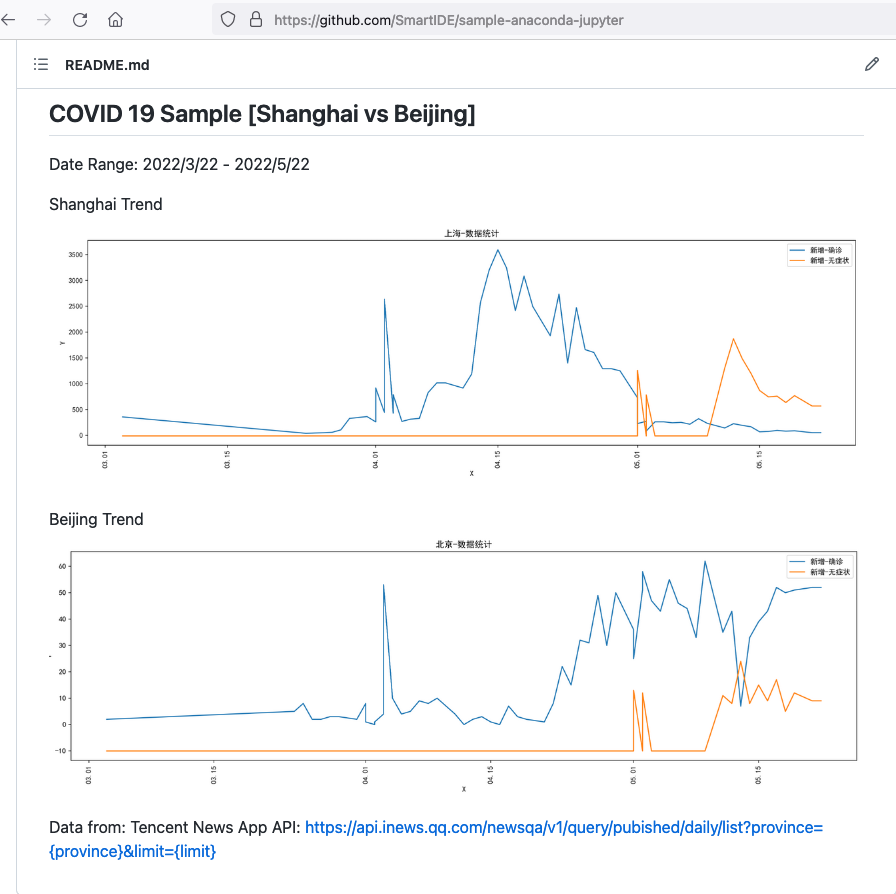 https://github.com/SmartIDE/sample-anaconda-jupyter
README.md
COVID 19 Sample [Shanghai vs Beijing]
Date Range: 2022/3/22 - 2022/5/22
Shanghai Trend
上海-数据统计
新增-确诊
新增-无症状
3500
3000
2500
2000
1500
1000
500
0
Y
03.01
03.15
04.01
04.15
05.01
05.15
X
Beijing Trend
北京-数据统计
新增-确诊
新增-无症状
60
50
40
30
20
10
0
-10
03.01
03.15
04.01
04.15
05.01
05.15
X
Data from: Tencent News App API: https://api.inews.qq.com/newsqa/v1/query/pubished/daily/list?province=
{province}&limit={limit}